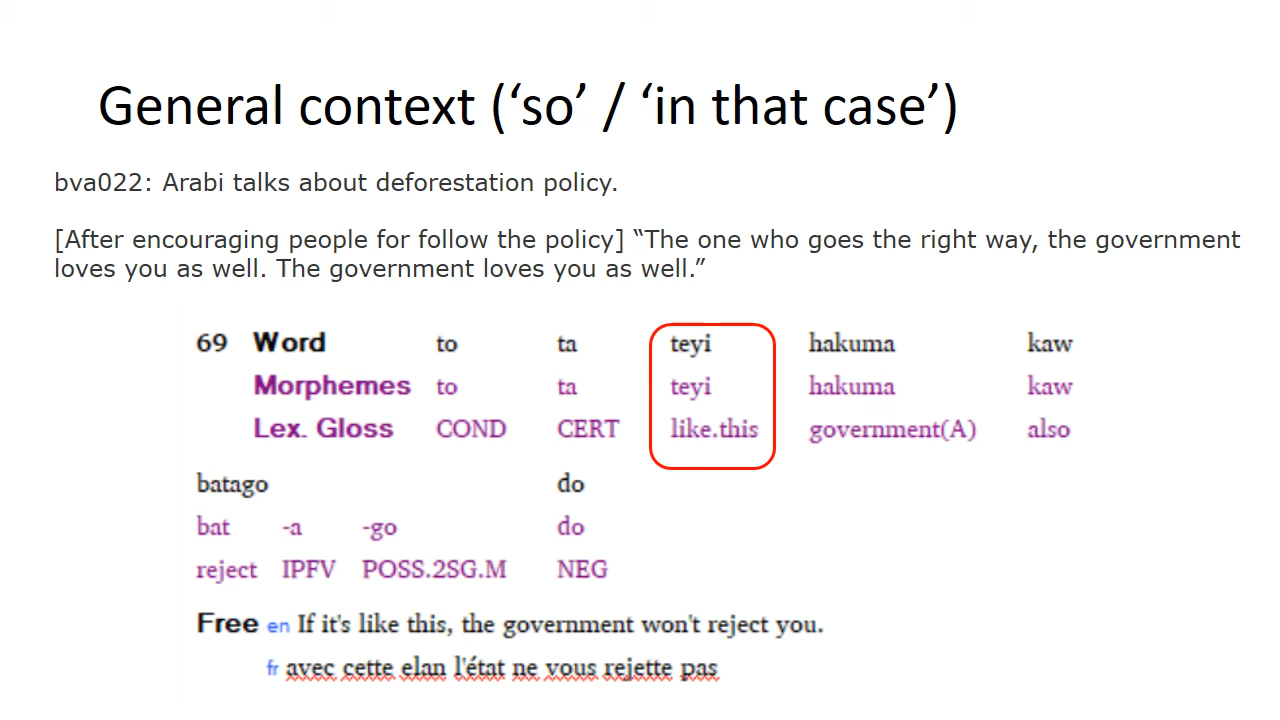 General context (‘so’ / ‘in that case’)
bva022: Arabi talks about deforestation policy.
[After encouraging people for follow the policy] “The one who goes the right way, the government
loves you as well. The government loves you as well.”
69 Word to ta teyi hakuma kaw
Morphemes to ta teyi hakuma kaw
Lex. Gloss COND CERT like.this government(A) also
batago do
bat -a -go do
reject IPFV POSS.2SG.M NEG
Free en If it's like this, the government won't reject you.
fr avec cette elan l'état ne vous rejette pas